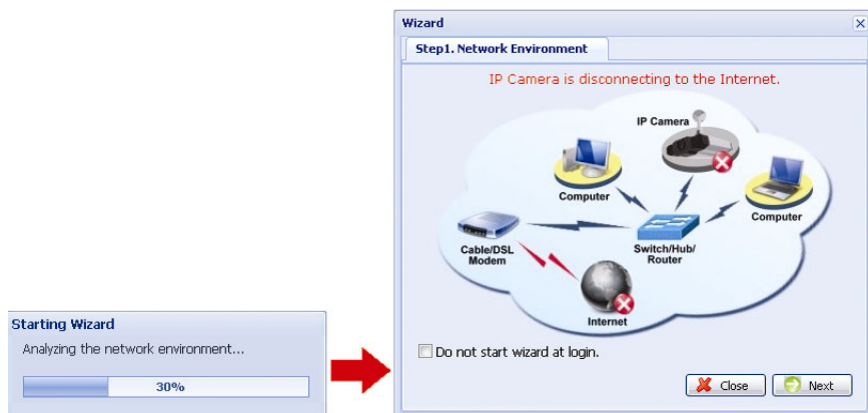 Starting Wizard
Analyzing the network environment...
30%
Wizard
Step1. Network Environment
IP Camera is disconnecting to the Internet.
IP Camera
Computer
Computer
Cable/DSL
Modem
Switch/Hub/
Router
Internet
Do not start wizard at login.
Close
Next